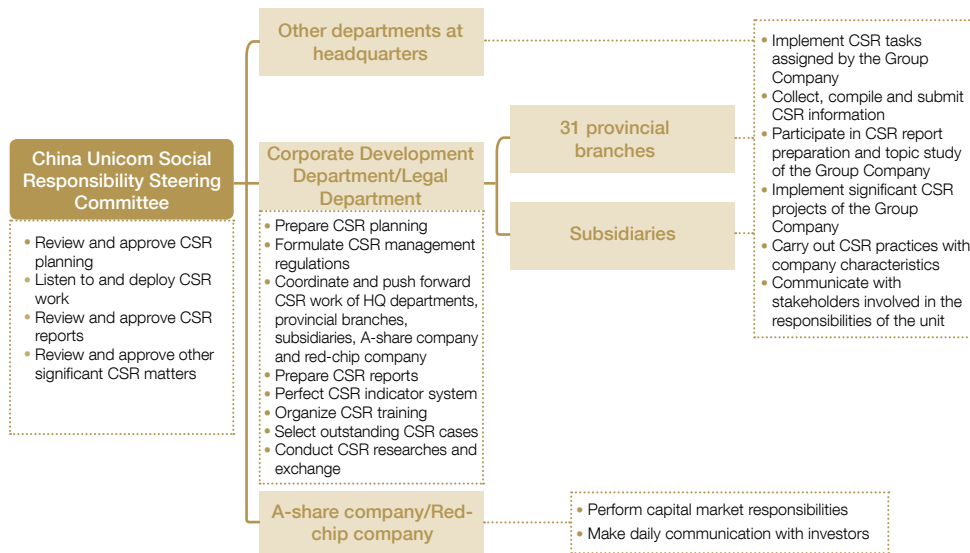 Other departments at
headquarters
China Unicom Social
Responsibility Steering
Committee
• Review and approve CSR
planning
• Listen to and deploy CSR
work
• Review and approve CSR
reports
• Review and approve other
significant CSR matters
Corporate Development
Department/Legal
Department
• Prepare CSR planning
• Formulate CSR management
regulations
• Coordinate and push forward
CSR work of HQ departments,
provincial branches,
subsidiaries, A-share company
and red-chip company
• Prepare CSR reports
• Perfect CSR indicator system
• Organize CSR training
• Select outstanding CSR cases
• Conduct CSR researches and
exchange
31 provincial
branches
Subsidiaries
• Implement CSR tasks
assigned by the Group
Company
• Collect, compile and submit
CSR information
• Participate in CSR report
preparation and topic study
of the Group Company
• Implement significant CSR
projects of the Group
Company
• Carry out CSR practices with
company characteristics
• Communicate with
stakeholders involved in the
responsibilities of the unit
A-share company/Red-
chip company
• Perform capital market responsibilities
• Make daily communication with investors